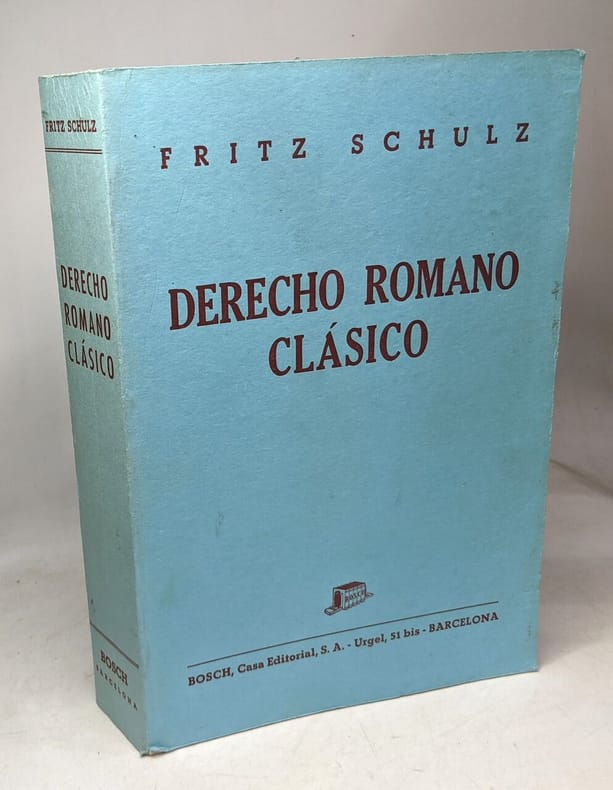 FRITZ SCHULZ
DERECHO
ROMANO
CLÁSICO
BOSCH
BARCELONA
FRITZ SCHULZ
DERECHO ROMANO
CLÁSICO
BOSCH
BOSCH, Casa Editorial, S. A. - Urgel, 51 bis - BARCELONA